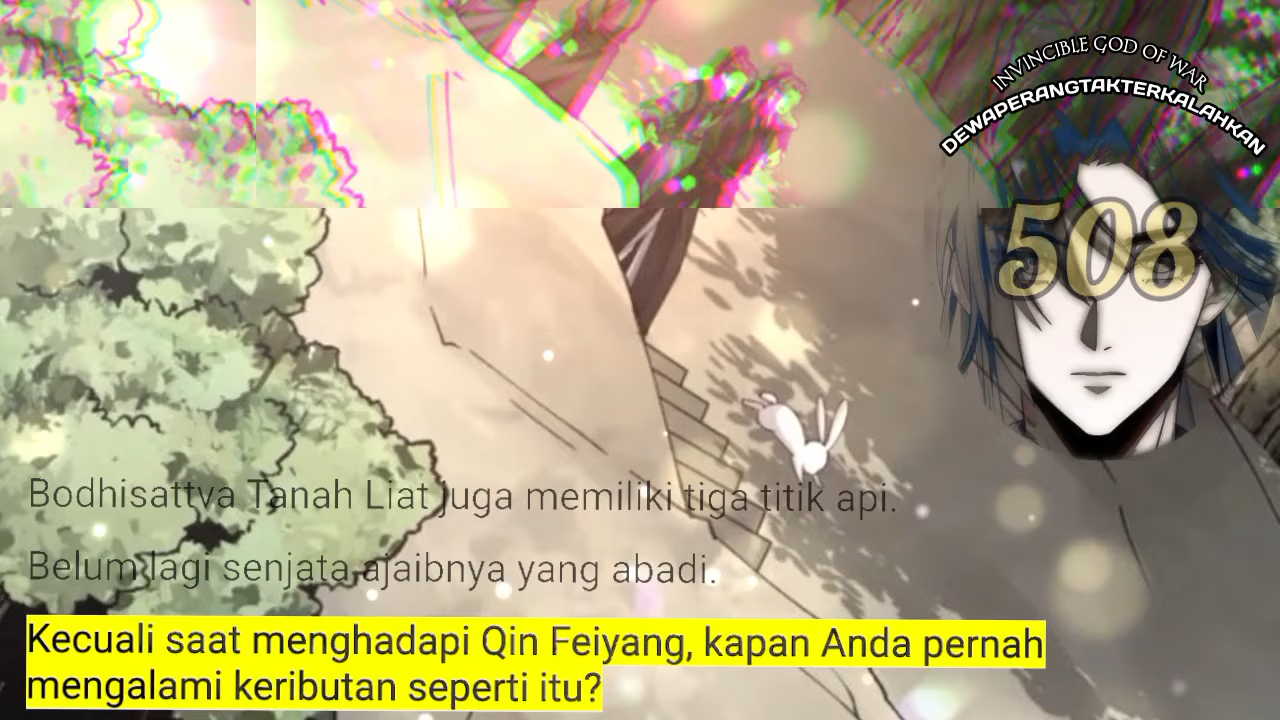 INVINCIBLE GOD OF WAR
DEWAPERANGTAKTERKALAHKAN
508
Bodhisattva Tanah Liat juga memiliki tiga titik api.
Belum lagi senjata ajaibnya yang abadi.
Kecuali saat menghadapi Qin Feiyang, kapan Anda pernah
mengalami keributan seperti itu?